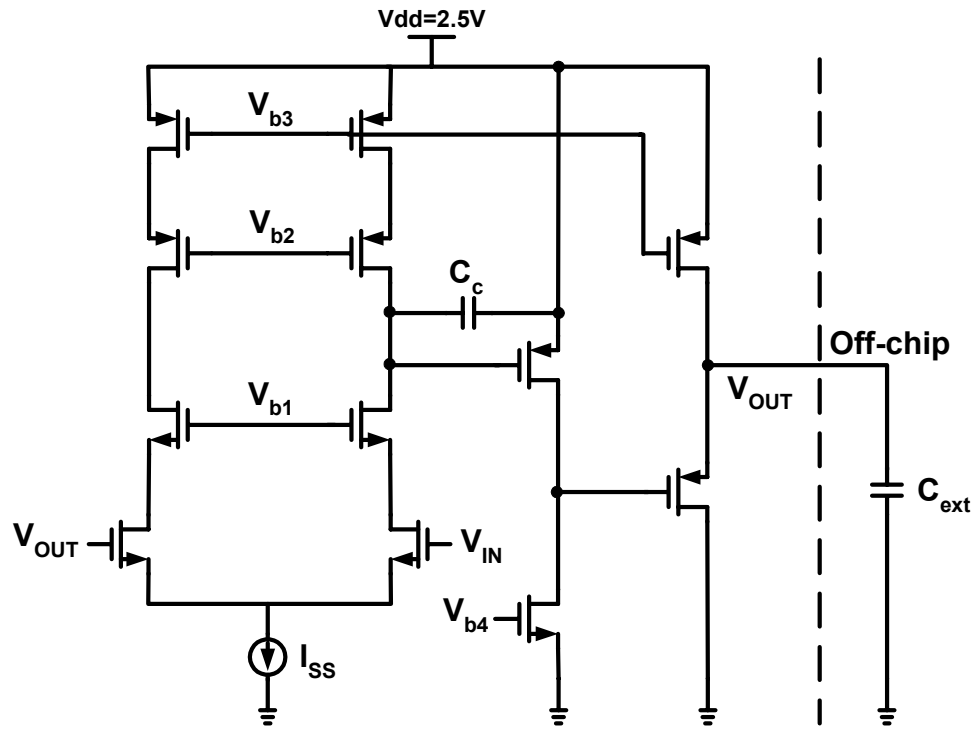 Vdd=2.5V
Vb3
Vb2
Cc
Off-chip
Vb1
VOUT
Cext
VOUT
VIN
Vb4
ISS